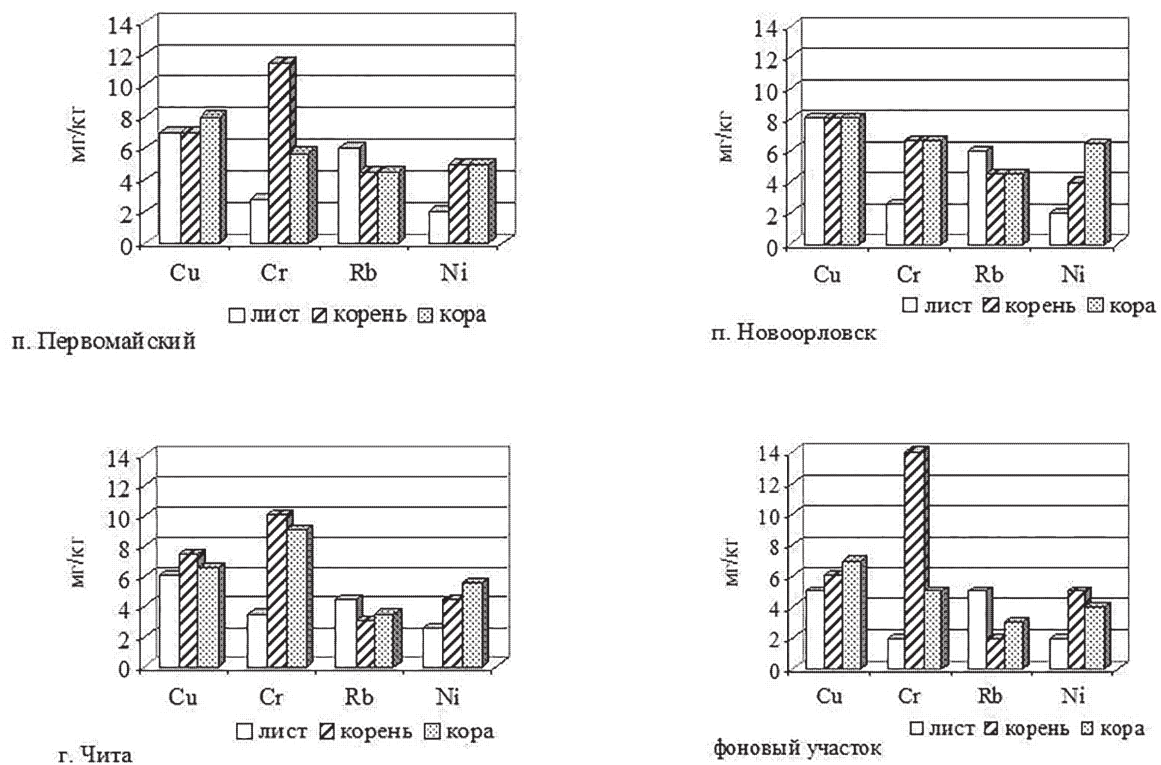 14
12
10
8
6
4
2
0
мг/кг
Cu Cr Rb Ni
лист корень кора
п. Первомайский
14
12
10
8
6
4
2
0
мг/кг
Cu Cr Rb Ni
лист корень кора
п. Новоорловск
14
12
10
8
6
4
2
0
мг/кг
Cu Cr Rb Ni
лист корень кора
г. Чита
14
12
10
8
6
4
2
0
мг/кг
Cu Cr Rb Ni
лист корень кора
фоновый участок